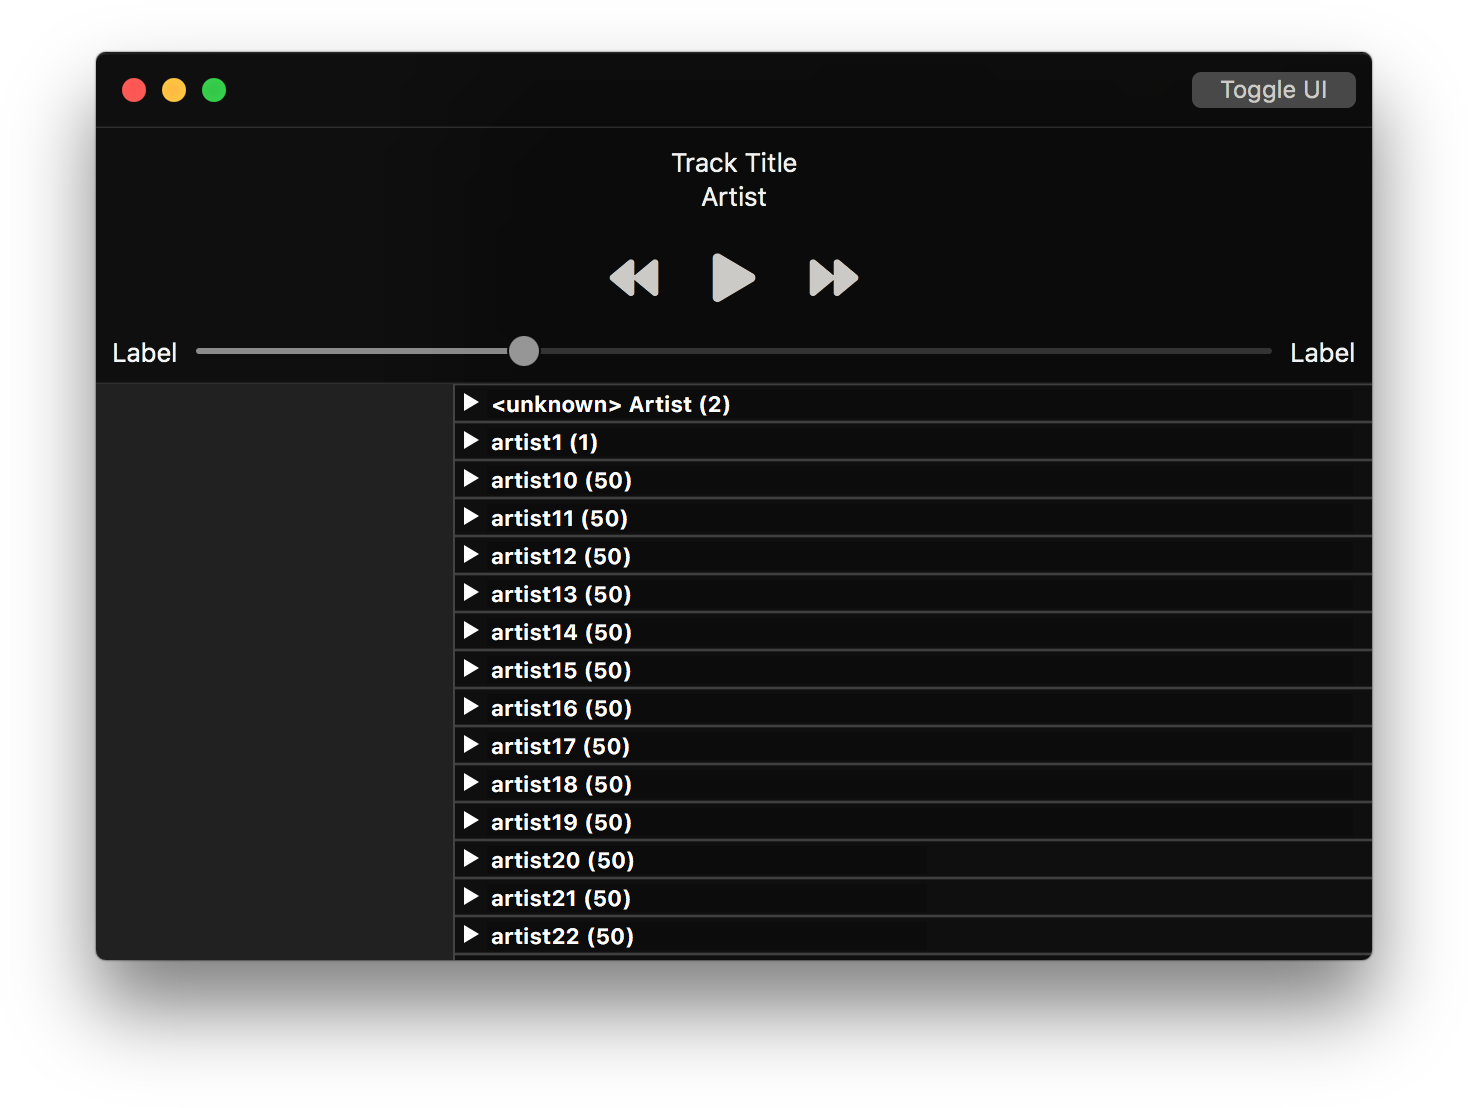 Toggle UI
Track Title
Artist
Label
Label
<unknown> Artist (2)
artist1 (1)
artist10 (50)
artist11 (50)
artist12 (50)
artist13 (50)
artist14 (50)
artist15 (50)
artist16 (50)
artist17 (50)
artist18 (50)
artist19 (50)
artist20 (50)
artist21 (50)
artist22 (50)